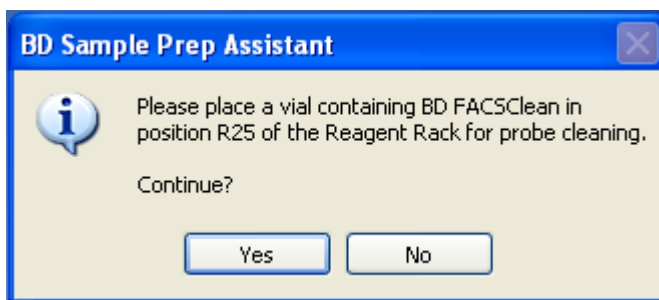 BD Sample Prep Assistant
Please place a vial containing BD FACSClean in
position R25 of the Reagent Rack for probe cleaning.
Continue?
Yes
No